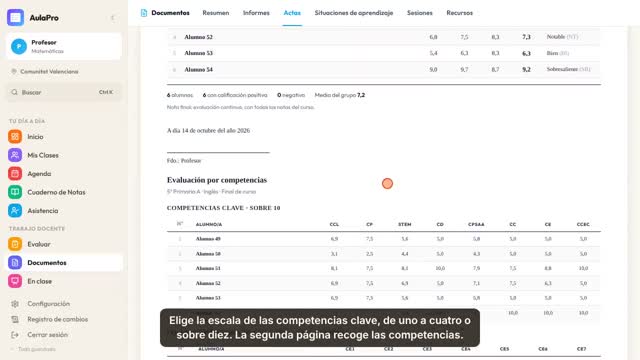 AulaPro
Profesor
Matemáticas
Comunitat Valenciana
Buscar
Ctrl K
TU DÍA A DÍA
Inicio
Mis Clases
Agenda
Cuaderno de Notas
Asistencia
TRABAJO DOCENTE
Evaluar
Documentos
En clase
Configuración
Registro de cambios
Cerrar sesión
Todo guardado
Documentos Resumen Informes Actas Situaciones de aprendizaje Sesiones Recursos
4 Alumno 52 6,8 7,5 8,3 7,3 Notable (NT)
5 Alumno 53 5,4 6,3 8,3 6,3 Bien (BI)
6 Alumno 54 9,0 9,7 8,7 9,2 Sobresaliente (SB)
6 alumnos 6 con calificación positiva 0 negativa Media del grupo 7,2
Nota final: evaluación continua, con todas las notas del curso.
A día 14 de octubre del año 2026
Fdo.: Profesor
Evaluación por competencias
5º Primaria A · Inglés · Final de curso
COMPETENCIAS CLAVE · SOBRE 10
Nº ALUMNO/A CCL CP STEM CD CPSAA CC CE CCEC
1 Alumno 49 6,9 7,5 5,6 5,0 5,8 5,0 5,0 5,0
2 Alumno 50 3,1 2,5 4,4 5,0 4,3 5,0 5,0 5,0
3 Alumno 51 8,1 7,5 8,1 10,0 7,9 7,5 8,8 10,0
4 Alumno 52 6,9 7,5 6,9 5,0 7,1 7,5 6,3 5,0
5 Alumno 53 6,9 7,3 5,6 5,0 5,8 5,0 5,0 5,0
10,0 10,0 10,0
Elige la escala de las competencias clave, de uno a cuatro o
sobre diez. La segunda página recoge las competencias.
Nº ALUMNO/A CE1 CE2 CE3 CE4 CE5 CE6